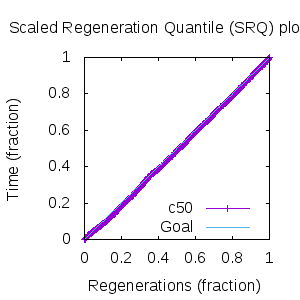 Scaled Regeneration Quantile (SRQ) plo
1
0.8
0.6
0.4
0.2
0
Time (fraction)
c50
Goal
0 0.2 0.4 0.6 0.8 1
Regenerations (fraction)